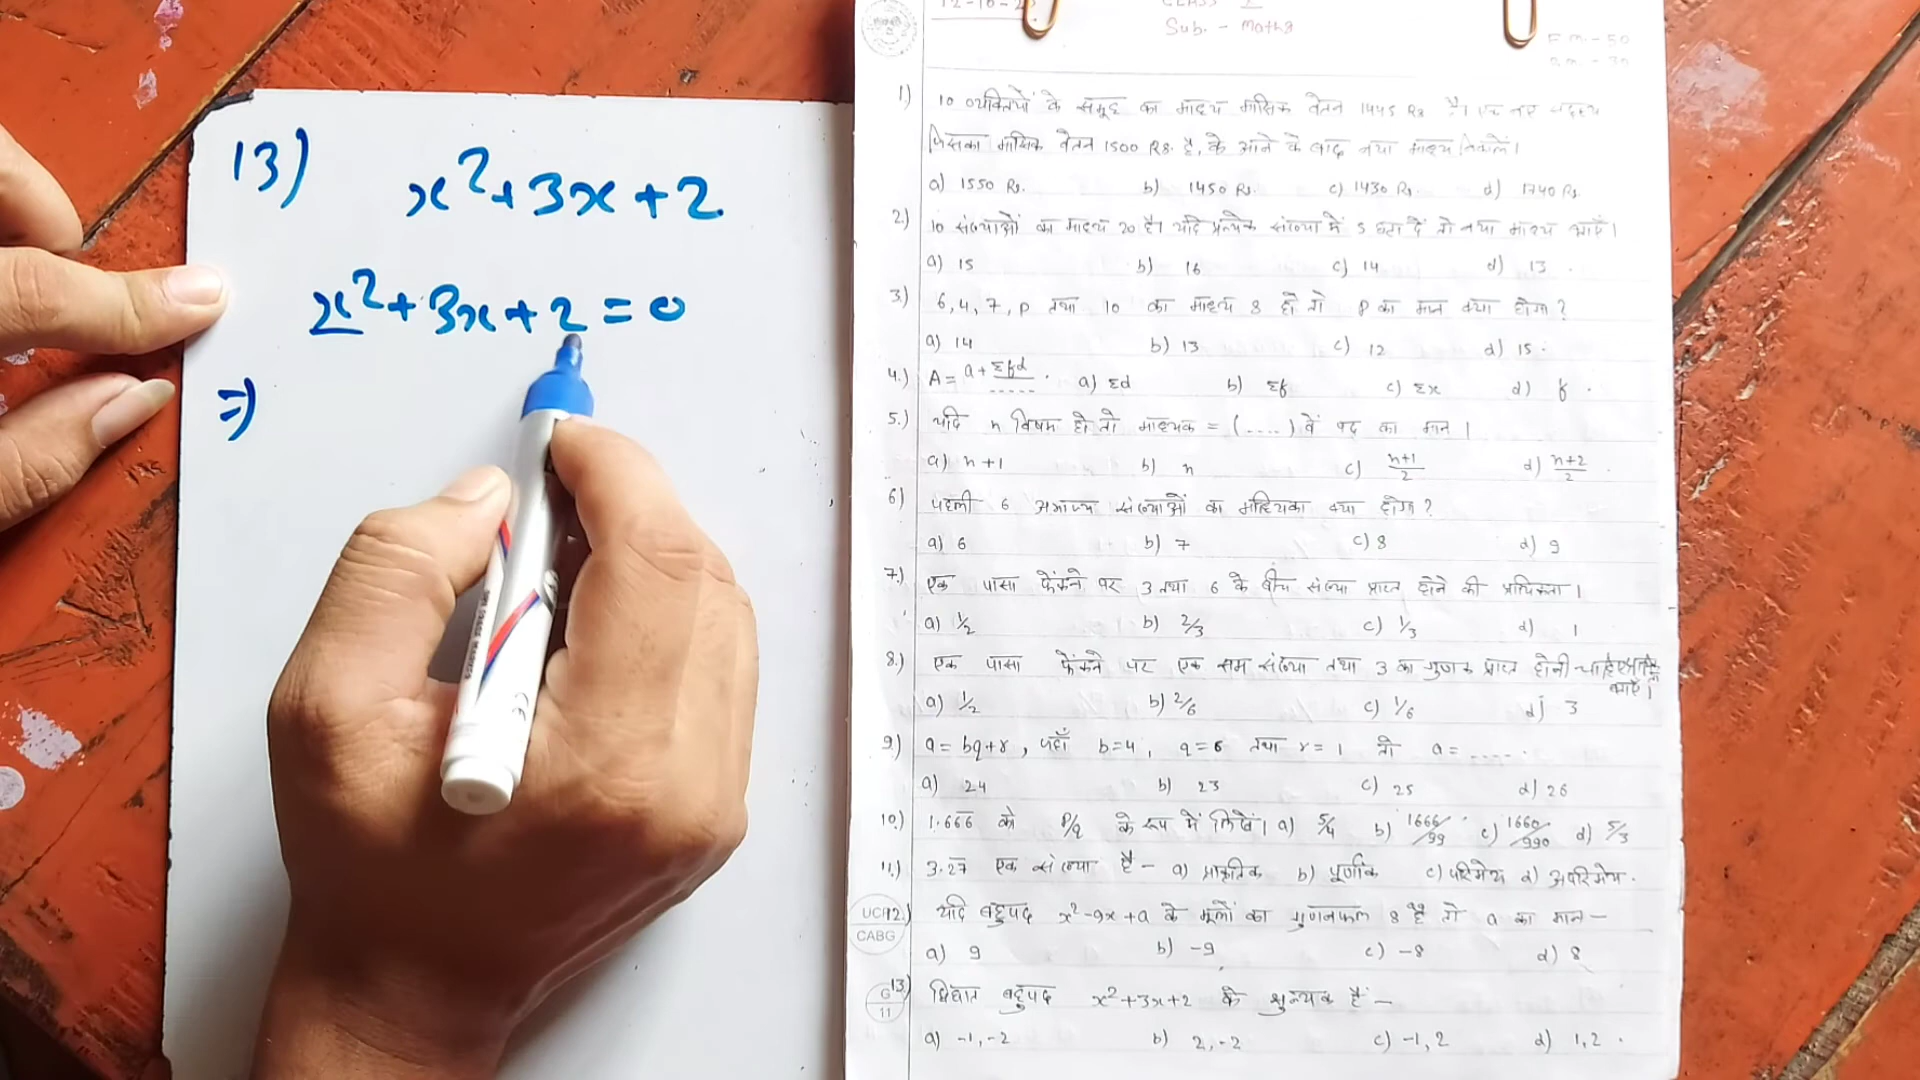 13) x²+3x+2
x²+3x+2=0
⇒
Sub. - Maths
1) 10 व्यक्तियों के समूह का माध्य मासिक वेतन 1445 Rs है। एक नए सदस्य
जिसका मासिक वेतन 1500 Rs. है, के आने के बाद नया माध्य निकालें।
a) 1550 Rs. b) 1450 Rs. c) 1430 Rs. d) 1740 Rs.
2.) 10 संख्याओं का माध्य 20 है। यदि प्रत्येक संख्या में 5 घटा दें तो नया माध्य बताएँ।
a) 15 b) 16 c) 14 d) 13
3.) 6, 4, 7, P तथा 10 का माध्य 8 हो तो P का मान क्या होगा?
a) 14 b) 13 c) 12 d) 15
4.) A = a + Σfd/..... a) Σd b) Σf c) Σx d) f
5.) यदि n विषम हो तो माध्यक = (....) वें पद का मान।
a) n+1 b) n c) n+1/2 d) n+2/2
6) पहली 6 अभाज्य संख्याओं का माध्यिका क्या होगा?
a) 6 b) 7 c) 8 d) 9
7.) एक पासा फेंकने पर 3 तथा 6 के बीच संख्या प्राप्त होने की प्रायिकता।
a) 1/2 b) 2/3 c) 1/3 d) 1
8.) एक पासा फेंकने पर एक सम संख्या तथा 3 का गुणक प्राप्त होनी
a) 1/2 b) 2/6 c) 1/6 d) 3
9.) a = bq+r, जहाँ b=4, q=6 तथा r=1 तो a = .....
a) 24 b) 23 c) 25 d) 26
10.) 1.666 को P/q के रूप में लिखें। a) 5/4 b) 1666/99 c) 1660/990 d) 5/3
11.) 3.27 एक संख्या है - a) प्राकृतिक b) पूर्णांक c) परिमेय d) अपरिमेय.
12.) यदि बहुपद x²-9x+a के मूलों का गुणनफल 8 है तो a का मान -
a) 9 b) -9 c) -8 d) 8
13.) द्विघात बहुपद x²+3x+2 के शुन्यक हैं -
a) -1, -2 b) 2, -2 c) -1, 2 d) 1, 2
CABG
G
11